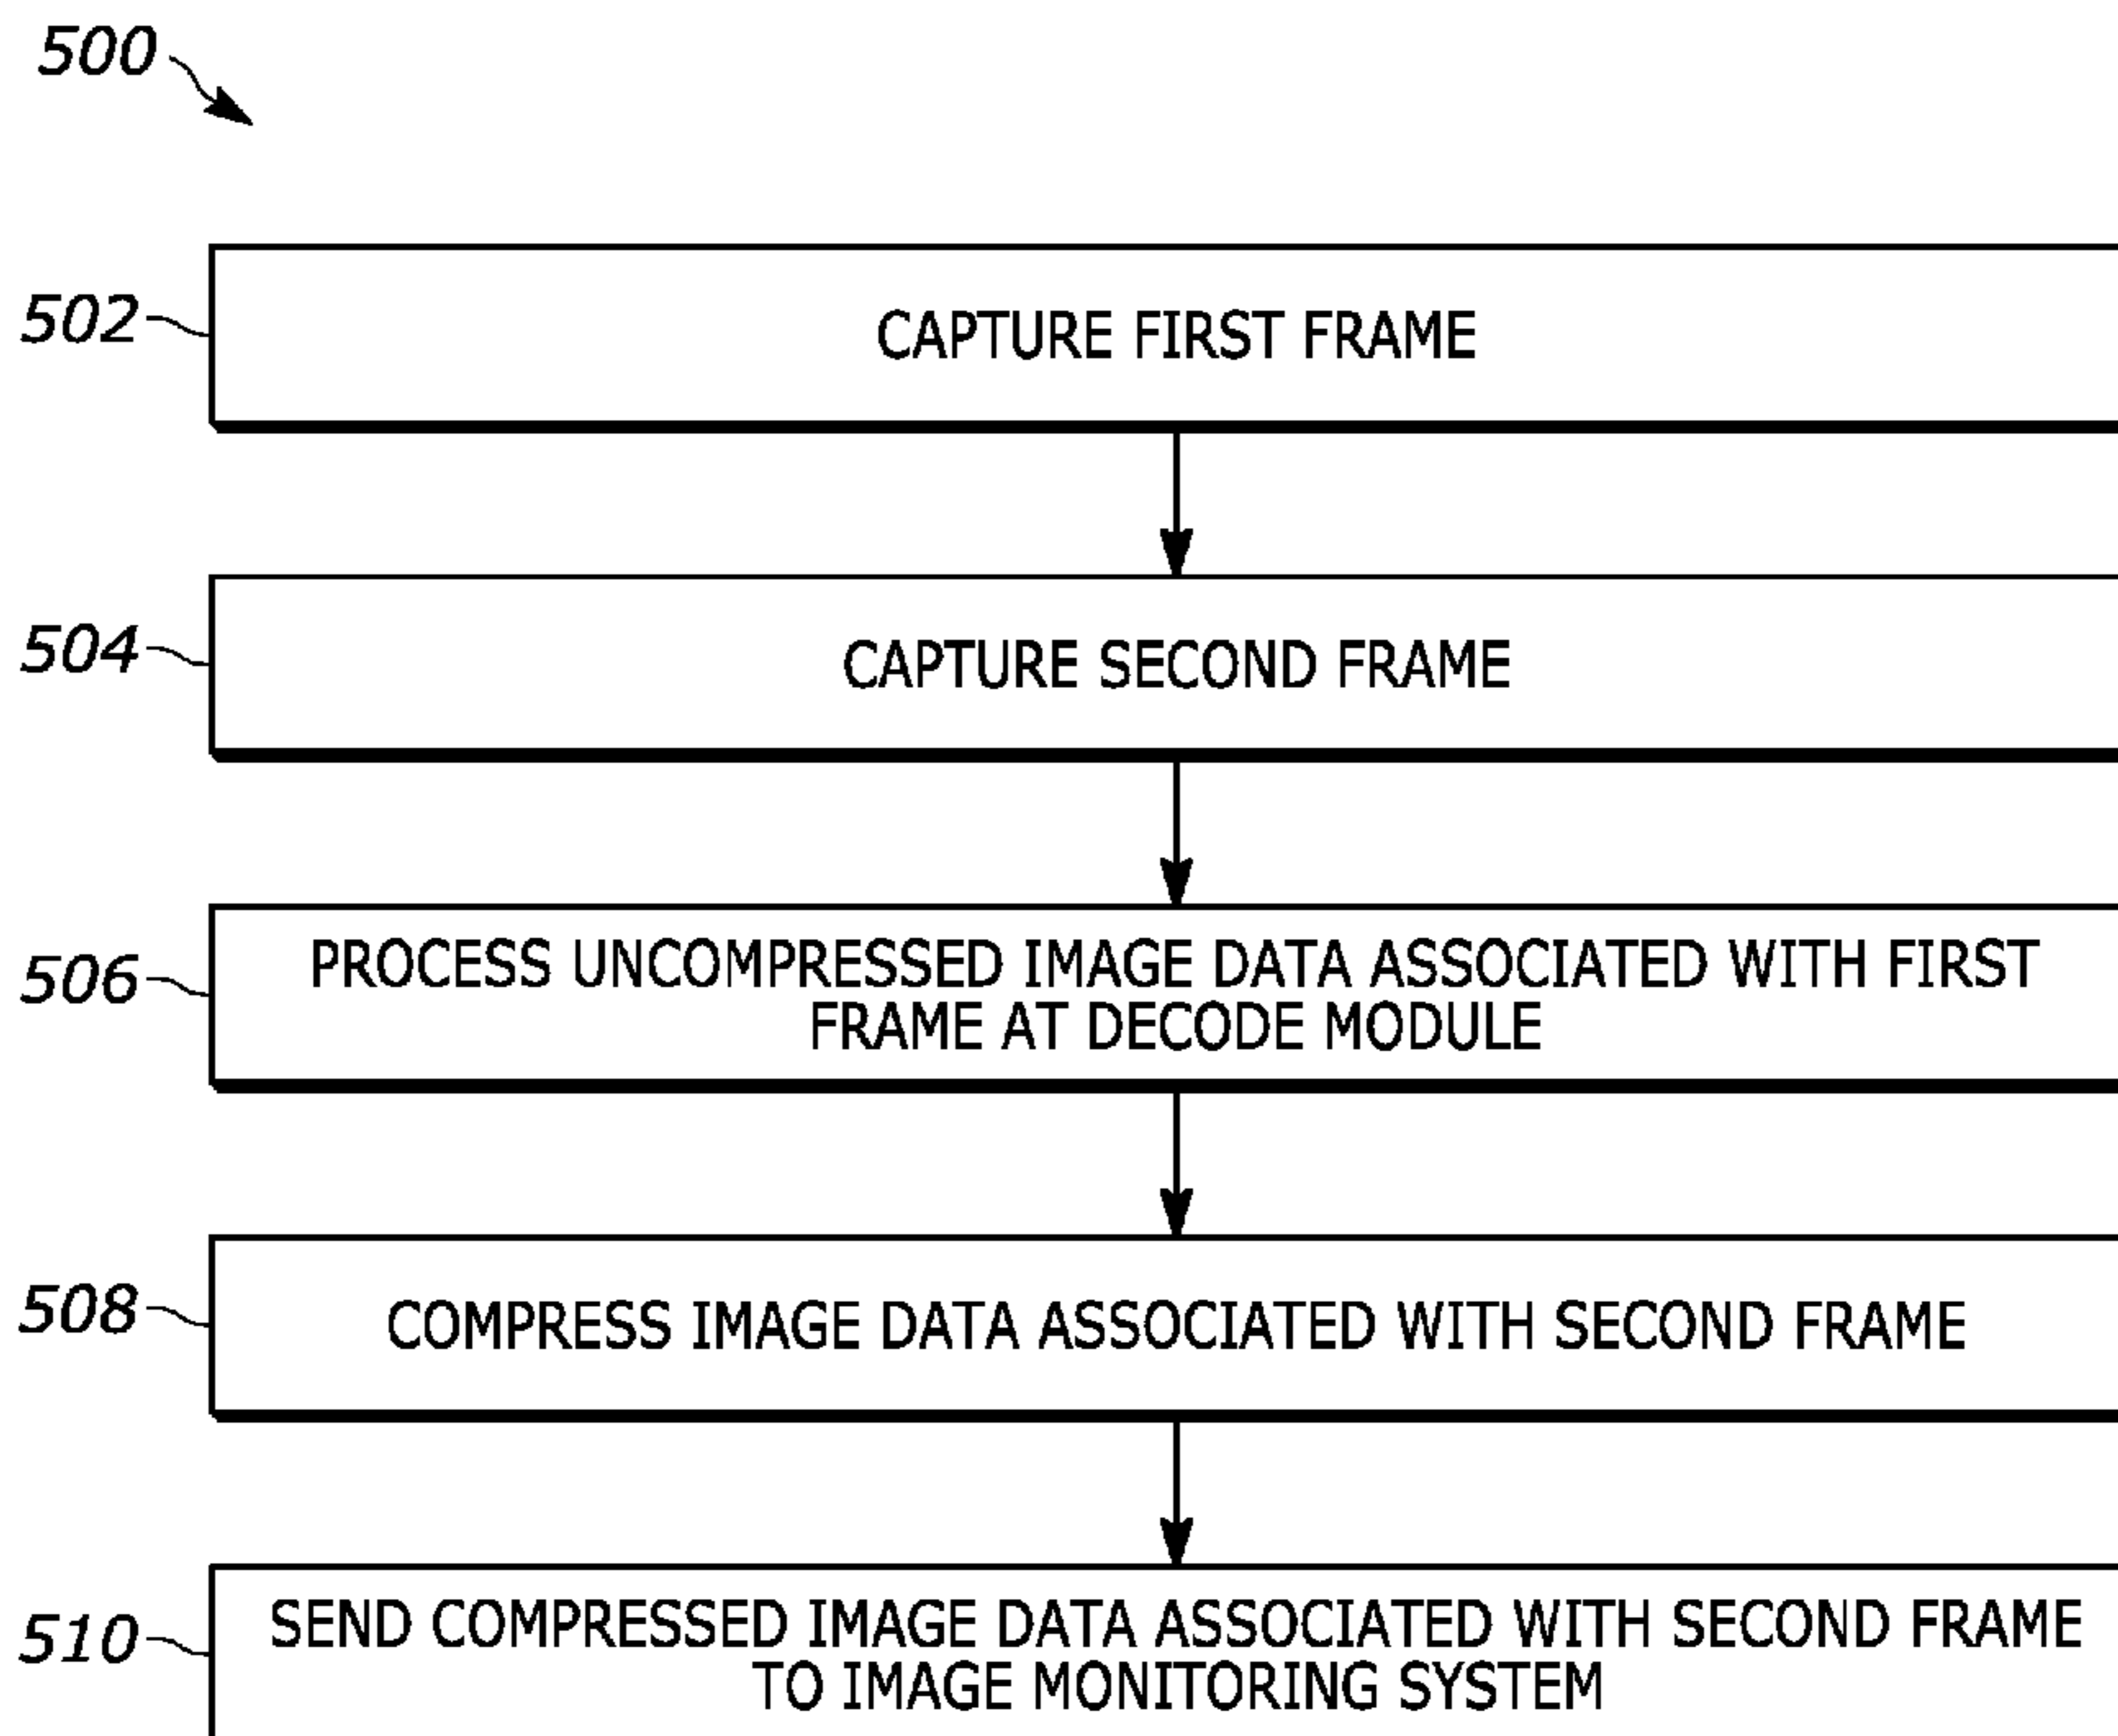 500
502
CAPTURE FIRST FRAME
504
CAPTURE SECOND FRAME
506
PROCESS UNCOMPRESSED IMAGE DATA ASSOCIATED WITH FIRST
FRAME AT DECODE MODULE
508
COMPRESS IMAGE DATA ASSOCIATED WITH SECOND FRAME
510
SEND COMPRESSED IMAGE DATA ASSOCIATED WITH SECOND FRAME
TO IMAGE MONITORING SYSTEM